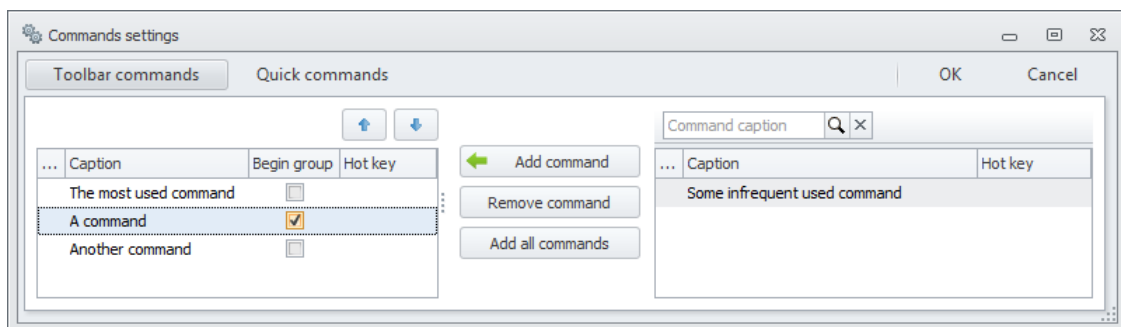 Commands settings
Toolbar commands Quick commands OK Cancel
Command caption
... Caption Begin group Hot key
The most used command
A command
Another command
Add command
Remove command
Add all commands
... Caption Hot key
Some infrequent used command